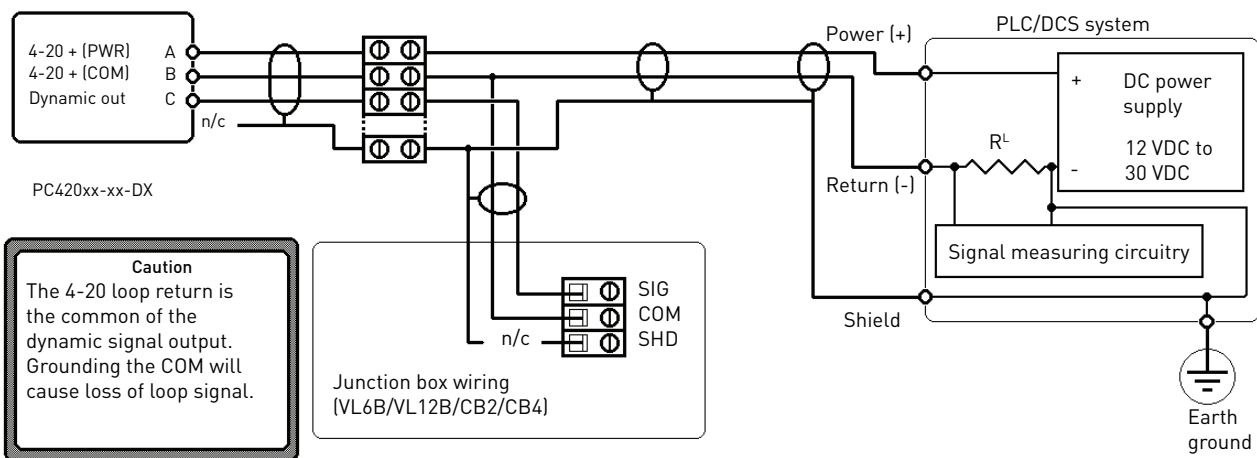 4-20 + (PWR) A
4-20 + (COM) B
Dynamic out C
n/c
PC420xx-xx-DX
Caution
The 4-20 loop return is
the common of the
dynamic signal output.
Grounding the COM will
cause loss of loop signal.
n/c
SIG
COM
SHD
Junction box wiring
(VL6B/VL12B/CB2/CB4)
PLC/DCS system
Power (+)
+
DC power
supply
12 VDC to
30 VDC
-
RL
Return (-)
Signal measuring circuitry
Shield
Earth
ground